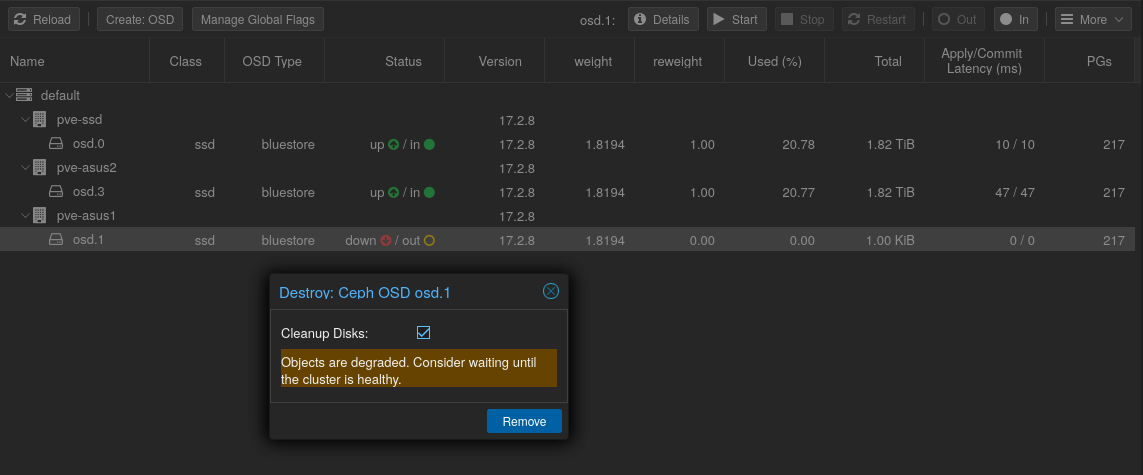 Reload Create: OSD Manage Global Flags osd.1: Details Start Stop Restart Out In More
Name Class OSD Type Status Version weight reweight Used (%) Total Apply/Commit Latency (ms) PGs
default
pve-ssd 17.2.8
osd.0 ssd bluestore up / in 17.2.8 1.8194 1.00 20.78 1.82 TiB 10 / 10 217
pve-asus2 17.2.8
osd.3 ssd bluestore up / in 17.2.8 1.8194 1.00 20.77 1.82 TiB 47 / 47 217
pve-asus1 17.2.8
osd.1 ssd bluestore down / out 17.2.8 1.8194 0.00 0.00 1.00 KiB 0 / 0 217
Destroy: Ceph OSD osd.1
Cleanup Disks:
Objects are degraded. Consider waiting until
the cluster is healthy.
Remove